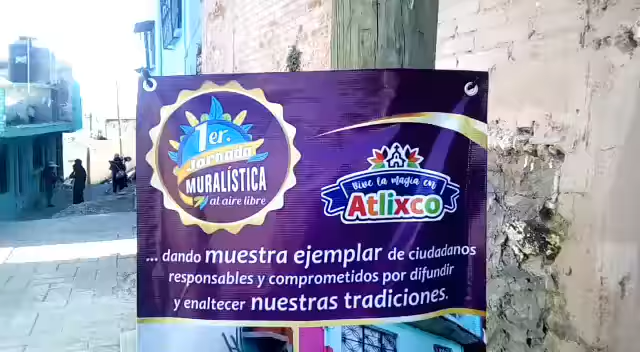 1er.
Jornada
MURALÍSTICA
al aire libre
Vive la magia en
Atlixco
... dando muestra ejemplar de ciudadanos
responsables y comprometidos por difundir
y enaltecer nuestras tradiciones.